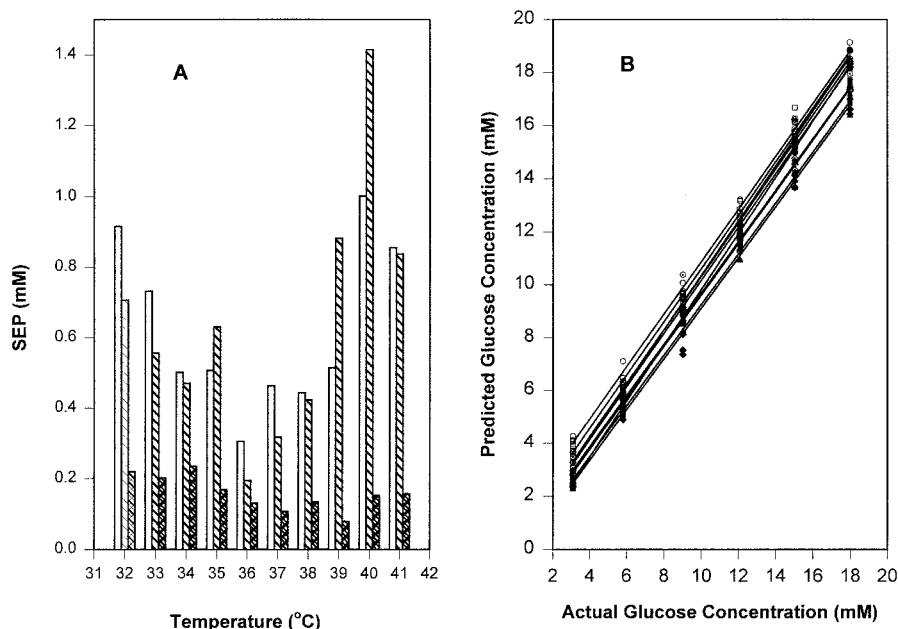 A
SEP (mM)
1.4
1.2
1.0
0.8
0.6
0.4
0.2
0.0
31 32 33 34 35 36 37 38 39 40 41 42
Temperature (°C)
B
Predicted Glucose Concentration (mM)
20
18
16
14
12
10
8
6
4
2
0
2 4 6 8 10 12 14 16 18 20
Actual Glucose Concentration (mM)